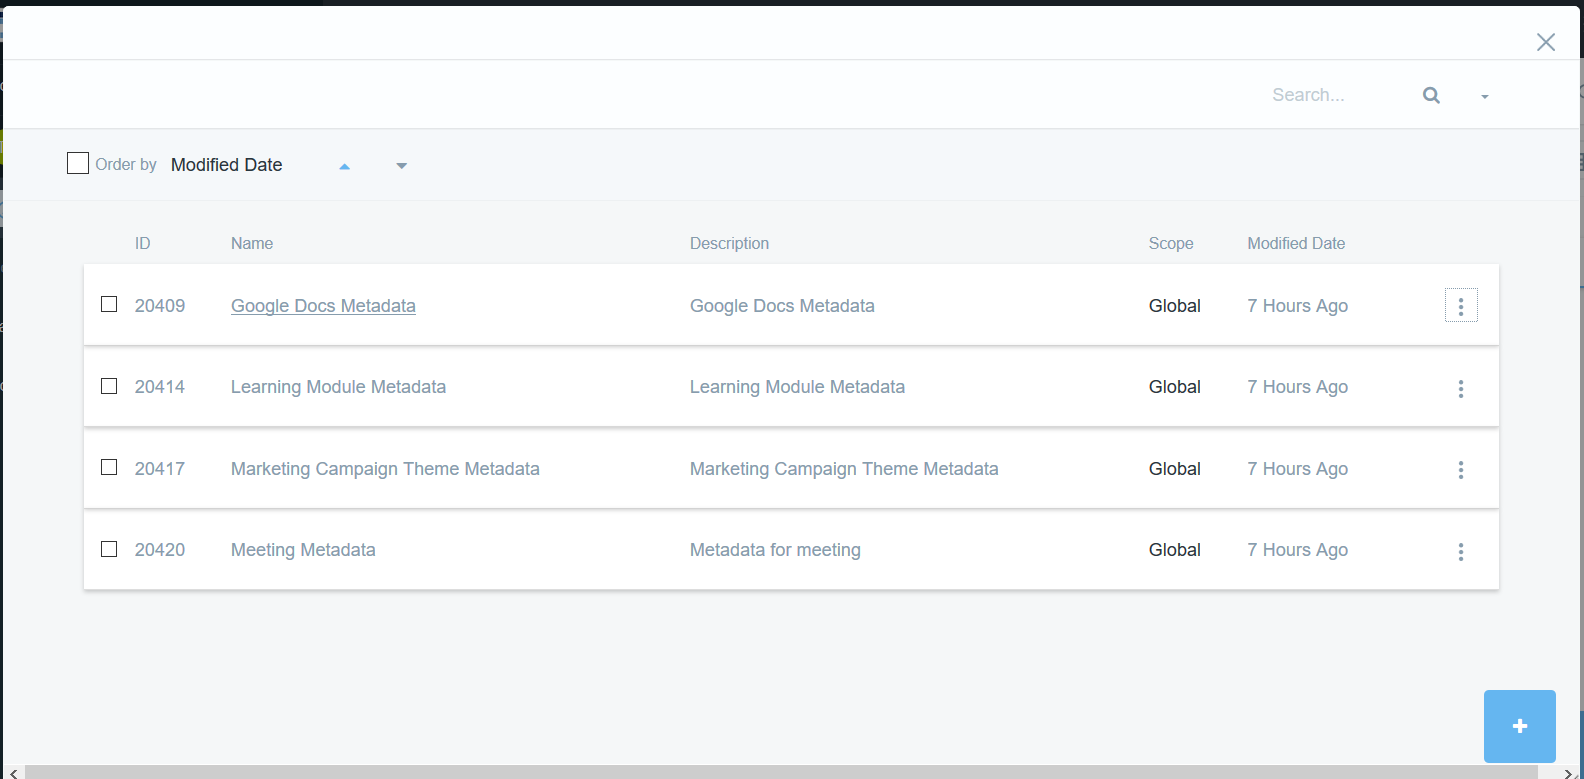 Search...
Order by Modified Date
ID Name Description Scope Modified Date
20409 Google Docs Metadata Google Docs Metadata Global 7 Hours Ago
20414 Learning Module Metadata Learning Module Metadata Global 7 Hours Ago
20417 Marketing Campaign Theme Metadata Marketing Campaign Theme Metadata Global 7 Hours Ago
20420 Meeting Metadata Metadata for meeting Global 7 Hours Ago